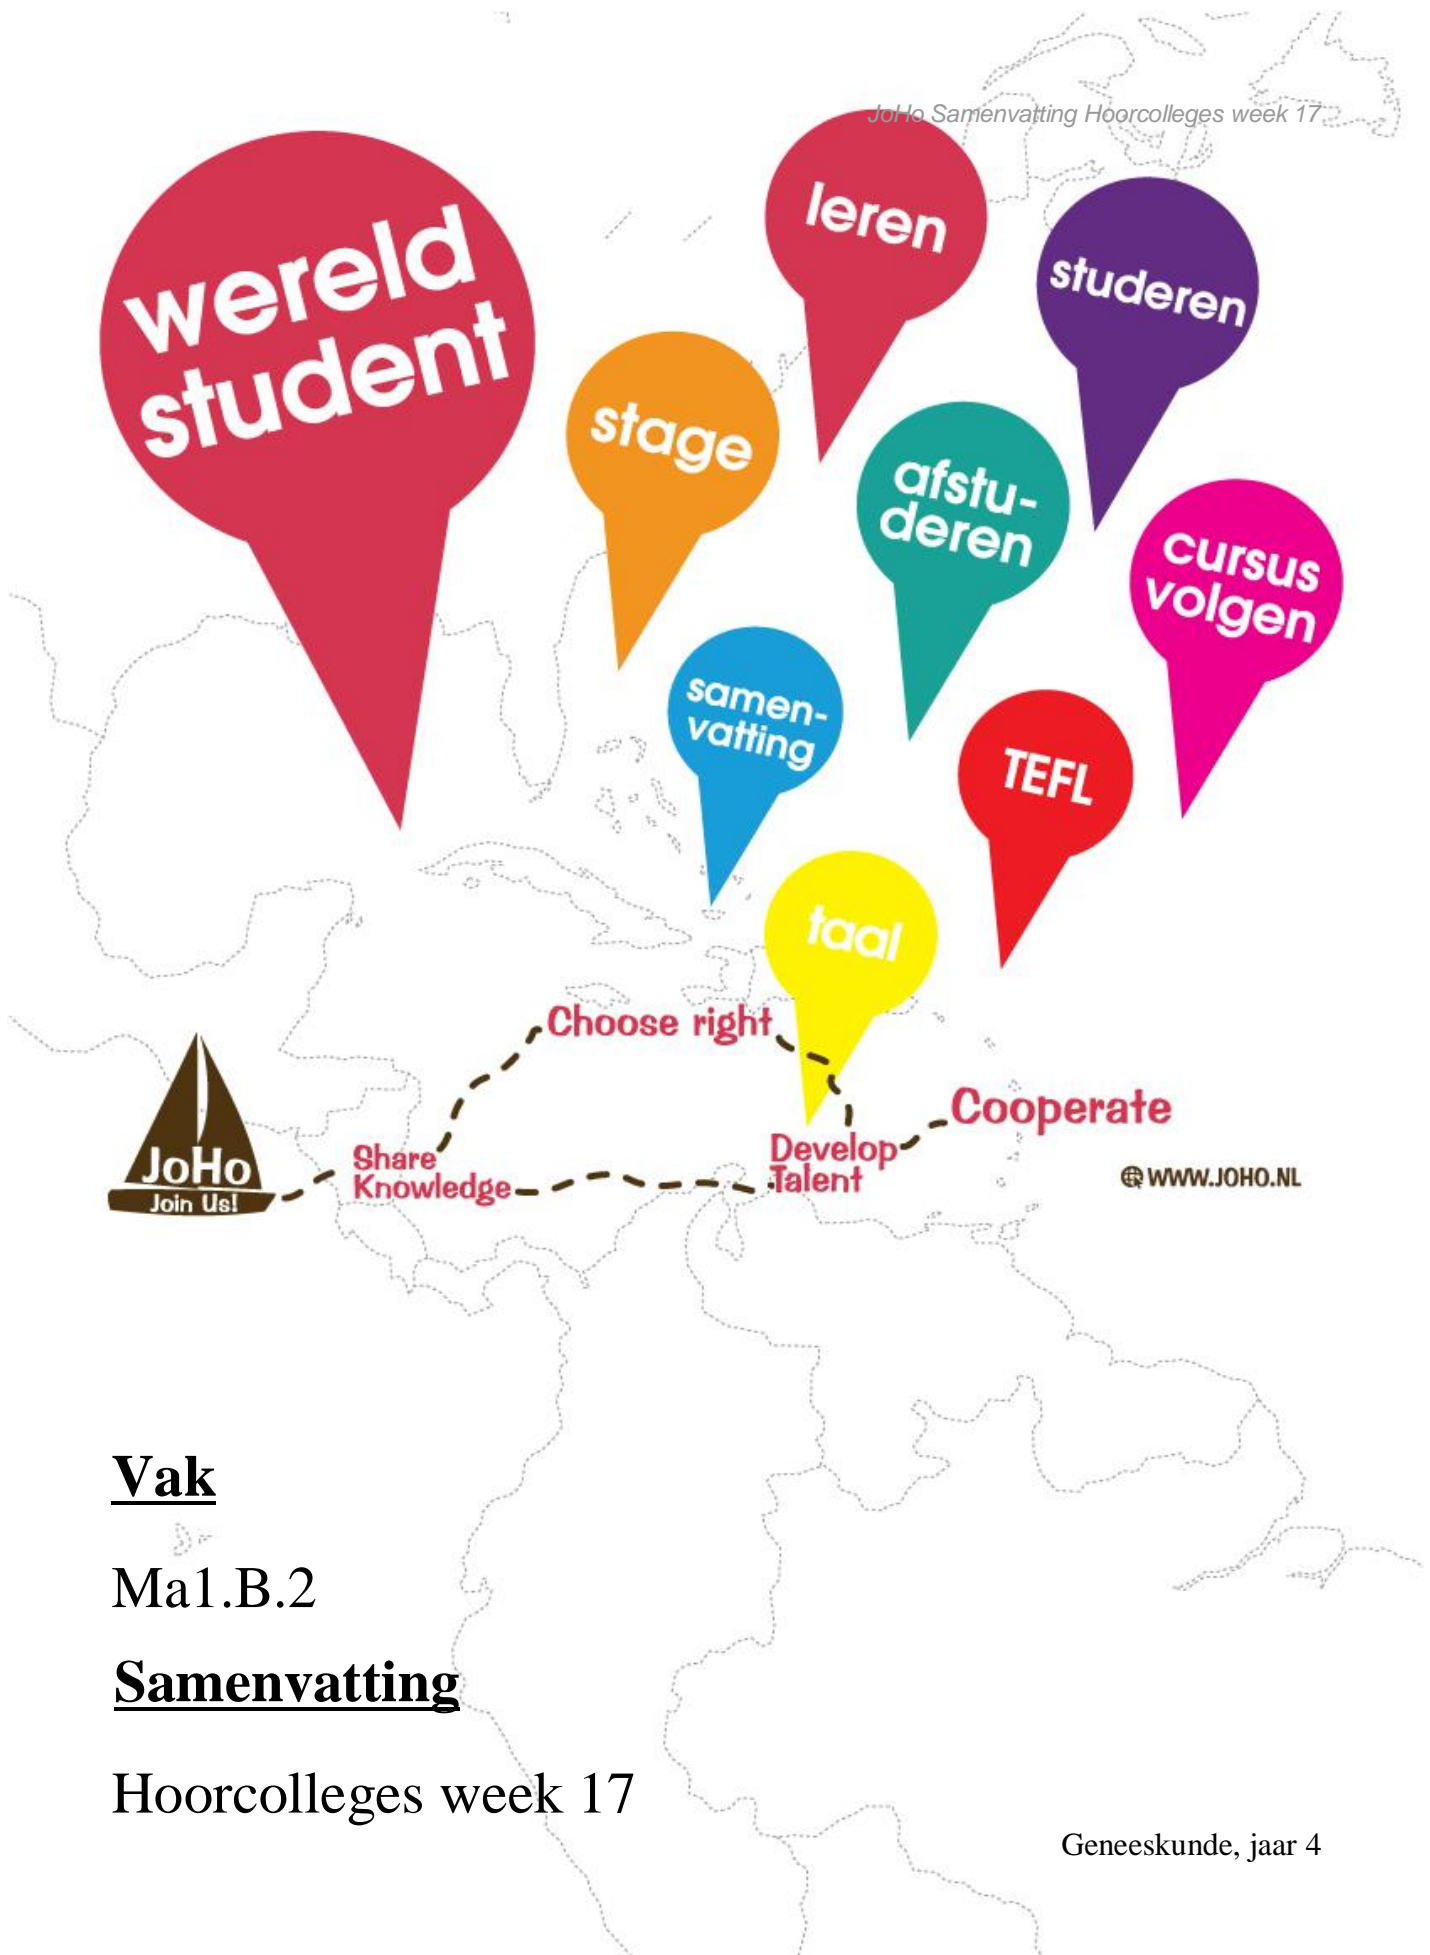 JoHo Samenvatting Hoorcolleges week 17
wereld
student
leren
studeren
stage
afstu-
deren
cursus
volgen
samen-
vatting
TEFL
taal
Choose right
Cooperate
JoHo
Join Us!
Share
Knowledge
Develop
Talent
WWW.JOHO.NL
Vak
Ma1.B.2
Samenvatting
Hoorcolleges week 17
Geneeskunde, jaar 4